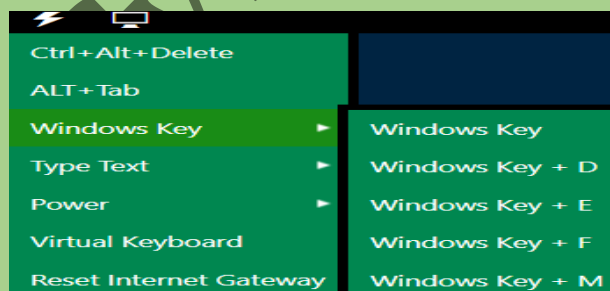 Ctrl+Alt+Delete
ALT+Tab
Windows Key
Type Text
Power
Virtual Keyboard
Reset Internet Gateway
Windows Key
Windows Key + D
Windows Key + E
Windows Key + F
Windows Key + M